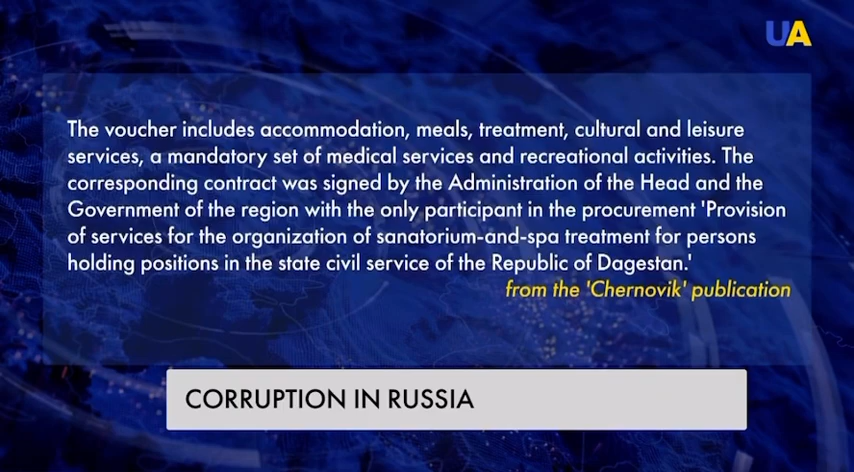 UA
The voucher includes accommodation, meals, treatment, cultural and leisure
services, a mandatory set of medical services and recreational activities. The
corresponding contract was signed by the Administration of the Head and the
Government of the region with the only participant in the procurement 'Provision
of services for the organization of sanatorium-and-spa treatment for persons
holding positions in the state civil service of the Republic of Dagestan.'
from the 'Chernovik' publication
CORRUPTION IN RUSSIA